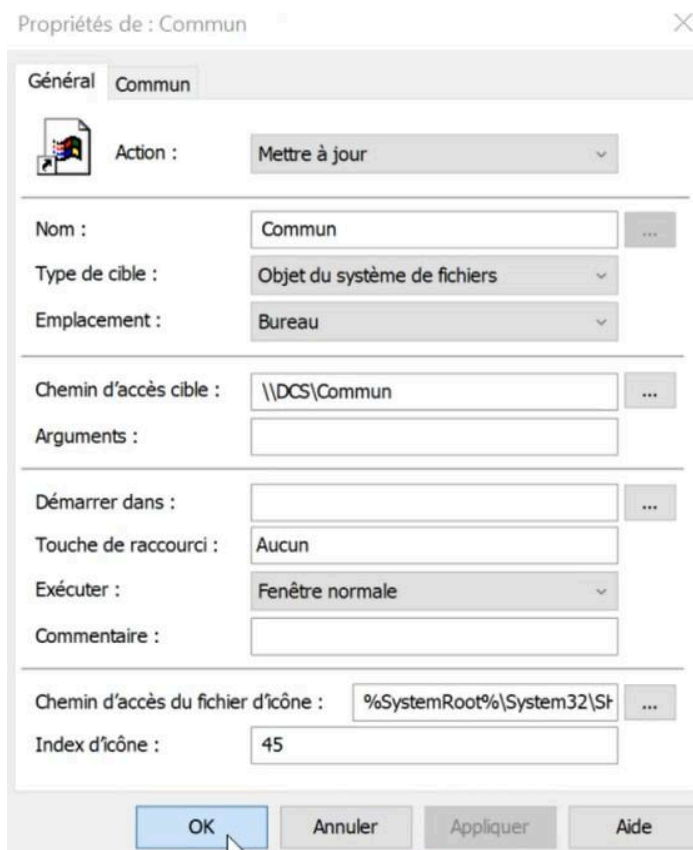 Propriétés de : Commun
Général Commun
Action : Mettre à jour
Nom : Commun ...
Type de cible : Objet du système de fichiers
Emplacement : Bureau
Chemin d'accès cible : \\DCS\Commun ...
Arguments :
Démarrer dans : ...
Touche de raccourci : Aucun
Exécuter : Fenêtre normale
Commentaire :
Chemin d'accès du fichier d'icône : %SystemRoot%\System32\SH ...
Index d'icône : 45
OK Annuler Appliquer Aide